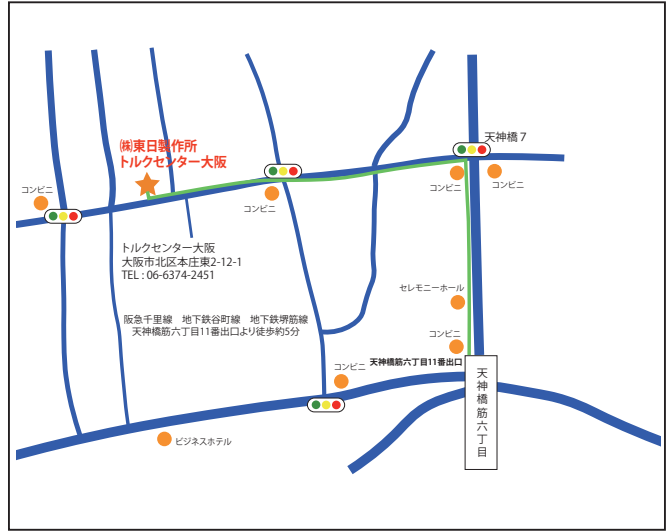 天神橋７
㈱東日製作所
トルクセンター大阪
コンビニ
コンビニ
コンビニ
コンビニ
トルクセンター大阪
大阪市北区本庄東2-12-1
TEL : 06-6374-2451
セレモニーホール
阪急千里線　地下鉄谷町線　地下鉄堺筋線
天神橋筋六丁目11番出口より徒歩約5分
コンビニ
天神橋筋六丁目11番出口
コンビニ
天神橋筋六丁目
ビジネスホテル